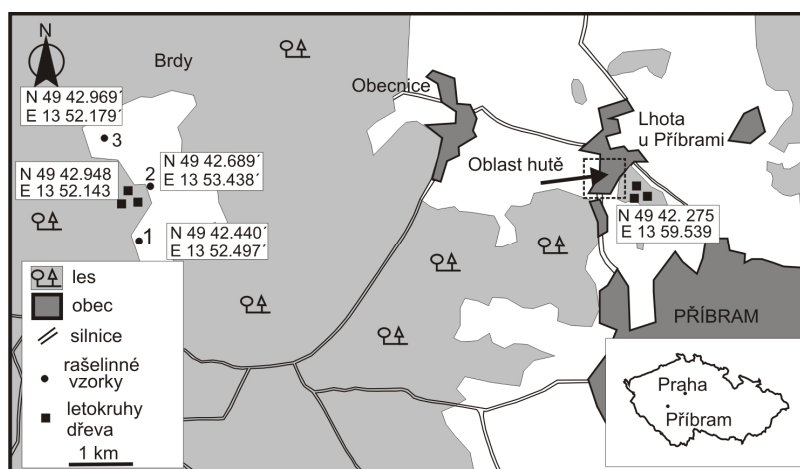 N
Brdy
Obecnice
N 49 42.969´
E 13 52.179´
3
Lhota
u Příbrami
N 49 42.689´
E 13 53.438´
2
Oblast hutě
N 49 42.948
E 13 52.143
N 49 42. 275
E 13 59.539
N 49 42.440´
E 13 52.497´
1
les
obec
silnice
rašelinné
vzorky
letokruhy
dřeva
1 km
PŘÍBRAM
Praha
Příbram